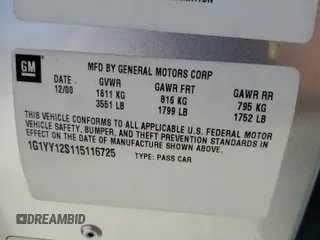 RMATION
GM
MFD BY GENERAL MOTORS CORP
DATE GVWR GAWR FRT GAWR RR
12/00 1611 KG 816 KG 795 KG
3551 LB 1799 LB 1752 LB
THIS VEHICLE CONFORMS TO ALL APPLICABLE U.S. FEDERAL MOTOR
VEHICLE SAFETY, BUMPER, AND THEFT PREVENTION STANDARDS IN
EFFECT ON THE DATE OF MANUFACTURE SHOWN ABOVE.
1G1YY12S115116725 TYPE: PASS CAR
DREAMBID